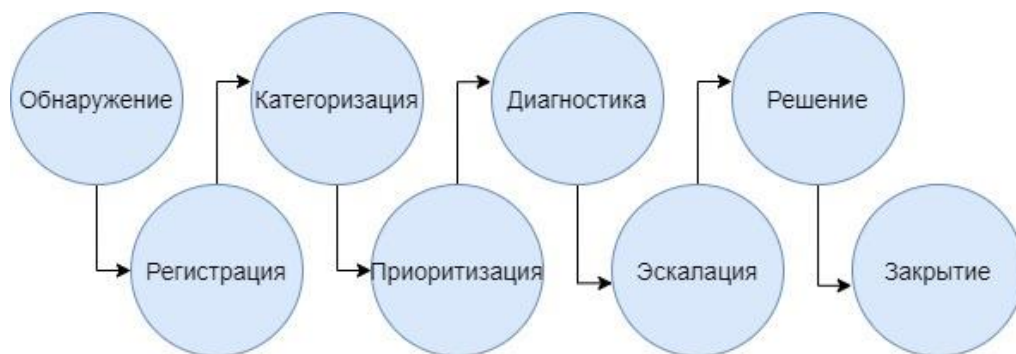 Обнаружение
Регистрация
Категоризация
Приоритизация
Диагностика
Эскалация
Решение
Закрытие